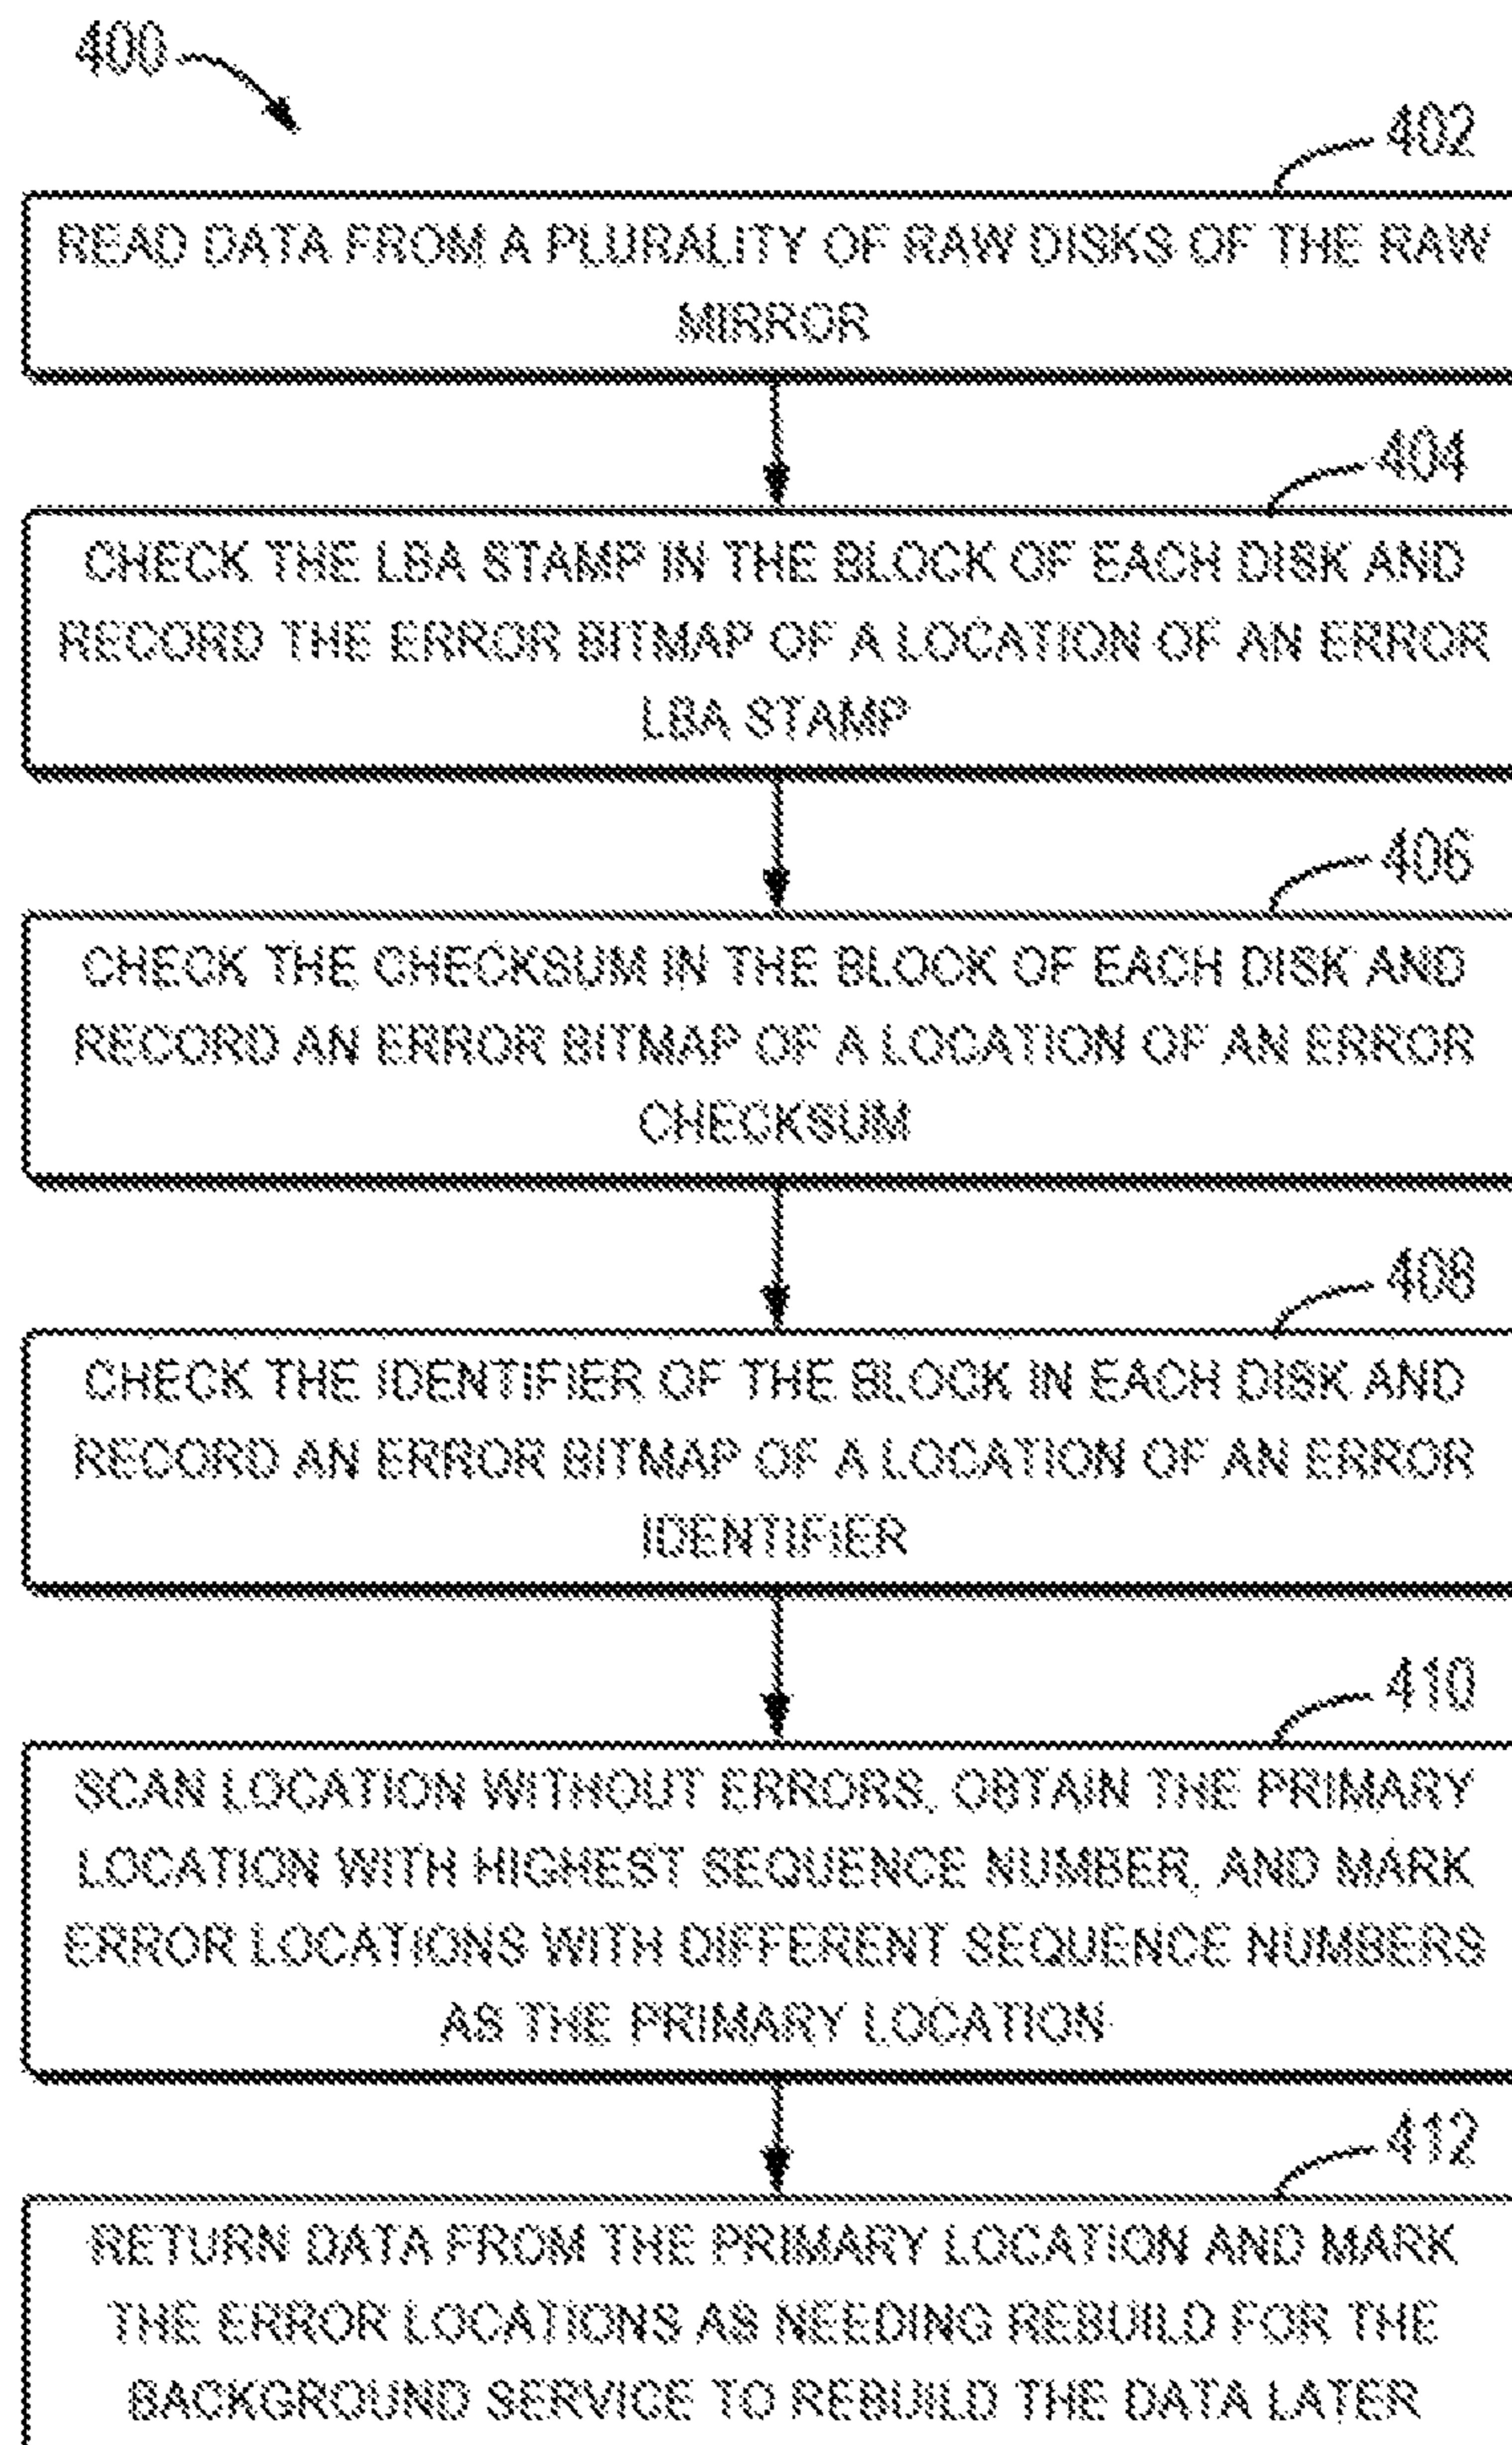 400
402
READ DATA FROM A PLURALITY OF RAW DISKS OF THE RAW
MIRROR
404
CHECK THE LBA STAMP IN THE BLOCK OF EACH DISK AND
RECORD THE ERROR BITMAP OF A LOCATION OF AN ERROR
LBA STAMP
406
CHECK THE CHECKSUM IN THE BLOCK OF EACH DISK AND
RECORD AN ERROR BITMAP OF A LOCATION OF AN ERROR
CHECKSUM
408
CHECK THE IDENTIFIER OF THE BLOCK IN EACH DISK AND
RECORD AN ERROR BITMAP OF A LOCATION OF AN ERROR
IDENTIFIER
410
SCAN LOCATION WITHOUT ERRORS, OBTAIN THE PRIMARY
LOCATION WITH HIGHEST SEQUENCE NUMBER, AND MARK
ERROR LOCATIONS WITH DIFFERENT SEQUENCE NUMBERS
AS THE PRIMARY LOCATION
412
RETURN DATA FROM THE PRIMARY LOCATION AND MARK
THE ERROR LOCATIONS AS NEEDING REBUILD FOR THE
BACKGROUND SERVICE TO REBUILD THE DATA LATER